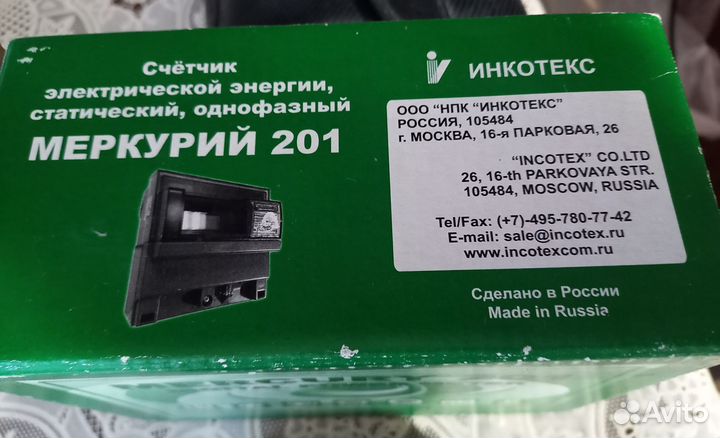 Счётчик
электрической энергии,
статический, однофазный
МЕРКУРИЙ 201
ИНКОТЕКС
ООО "НПК "ИНКОТЕКС"
РОССИЯ, 105484
г. МОСКВА, 16-я ПАРКОВАЯ, 26
"INCOTEX" CO.LTD
26, 16-th PARKOVAYA STR.
105484, MOSCOW, RUSSIA
Tel/Fax: (+7)-495-780-77-42
E-mail: sale@incotex.ru
www.incotexcom.ru
Сделано в России
Made in Russia
Avito